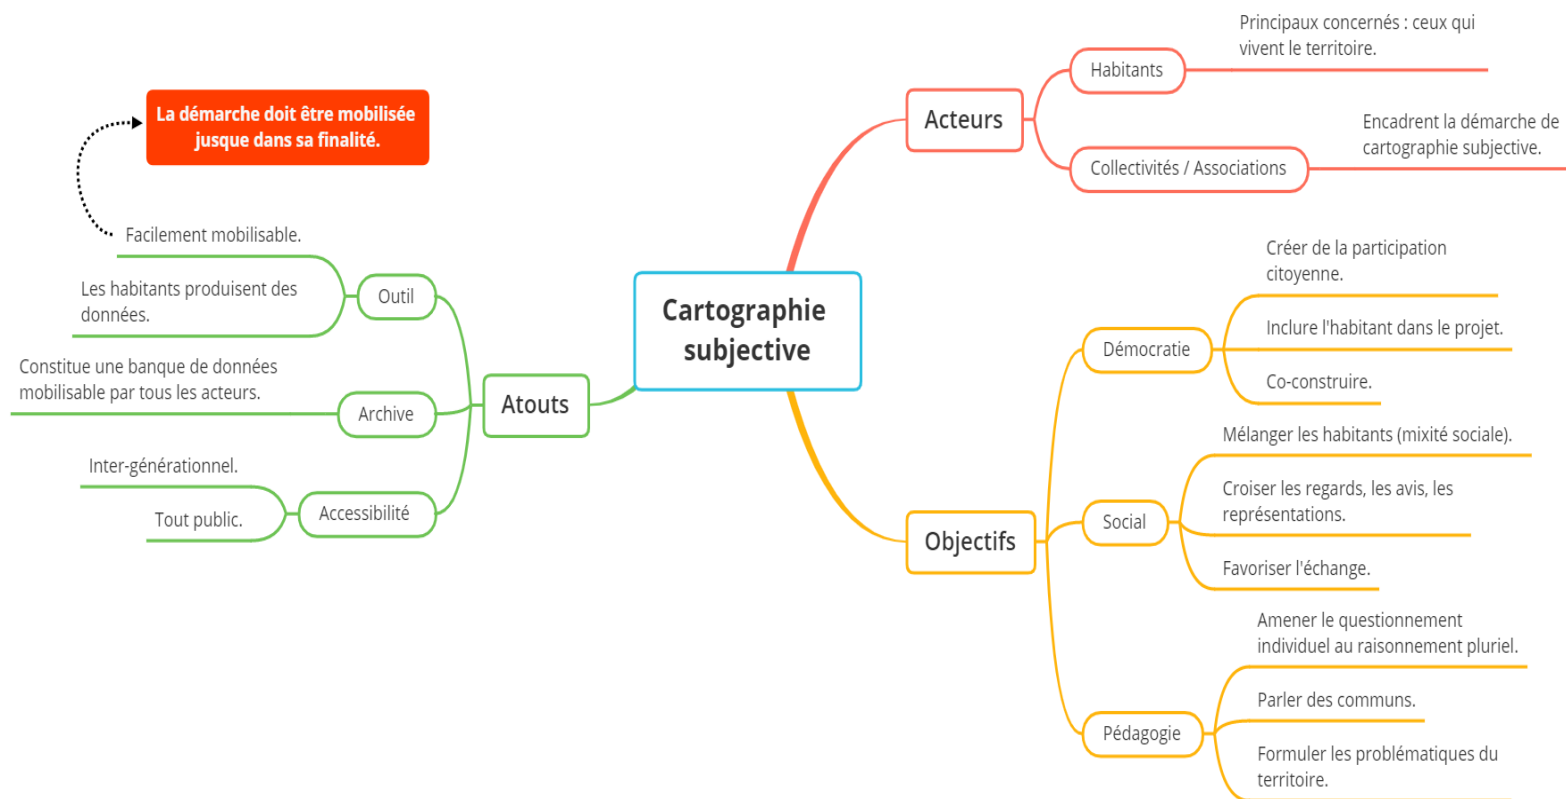 Cartographie
subjective
Acteurs
Habitants
Principaux concernés : ceux qui
vivent le territoire.
Collectivités / Associations
Encadrent la démarche de
cartographie subjective.
Objectifs
Démocratie
Créer de la participation
citoyenne.
Inclure l'habitant dans le projet.
Co-construire.
Social
Mélanger les habitants (mixité sociale).
Croiser les regards, les avis, les
représentations.
Favoriser l'échange.
Pédagogie
Amener le questionnement
individuel au raisonnement pluriel.
Parler des communs.
Formuler les problématiques du
territoire.
Atouts
Outil
Facilement mobilisable.
La démarche doit être mobilisée
jusque dans sa finalité.
Les habitants produisent des
données.
Archive
Constitue une banque de données
mobilisable par tous les acteurs.
Accessibilité
Inter-générationnel.
Tout public.